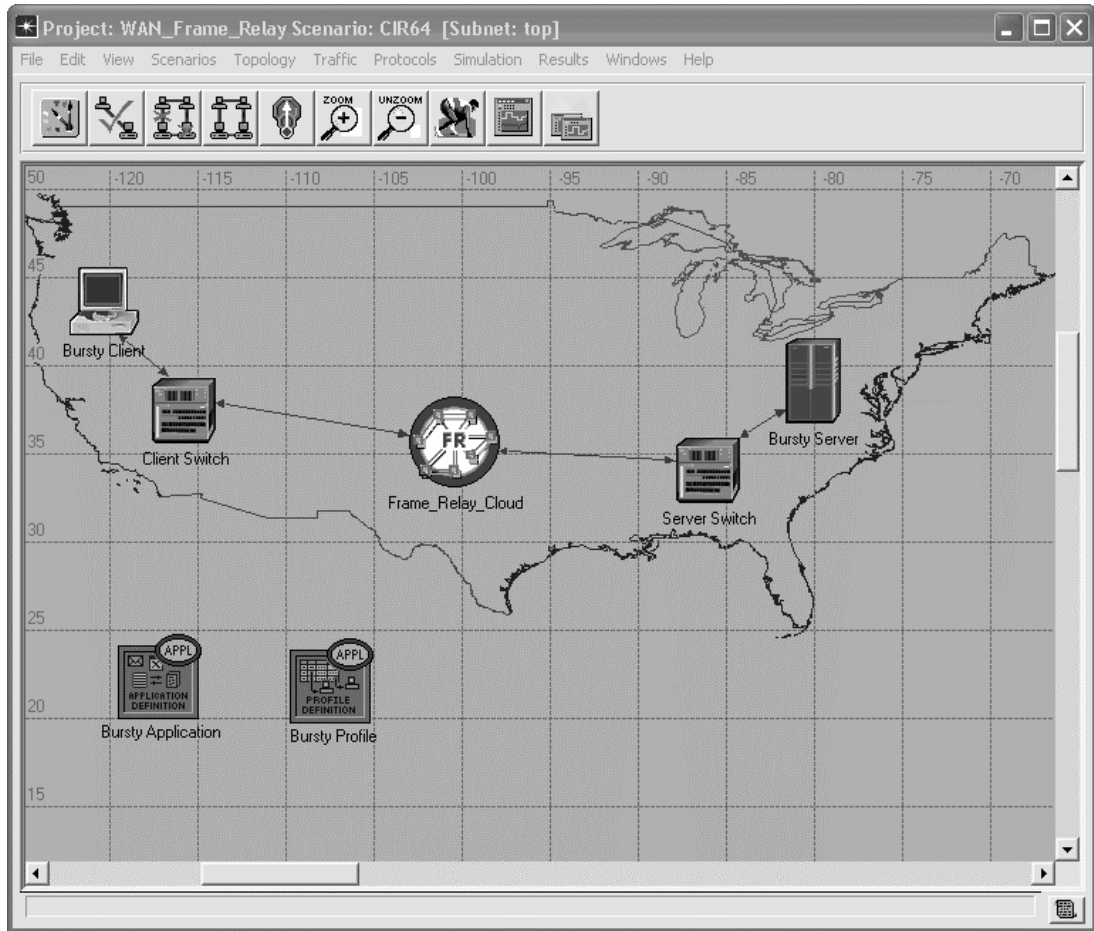 Project: WAN_Frame_Relay Scenario: CIR64 [Subnet: top]
File Edit View Scenarios Topology Traffic Protocols Simulation Results Windows Help
ZOOM UNZOOM
50 -120 -115 -110 -105 -100 -95 -90 -85 -80 -75 -70
45
Bursty Client
40
Client Switch
35
FR
Frame_Relay_Cloud
Bursty Server
Server Switch
30
25
APPL
APPLICATION
DEFINITION
Bursty Application
APPL
PROFILE
DEFINITION
Bursty Profile
20
15